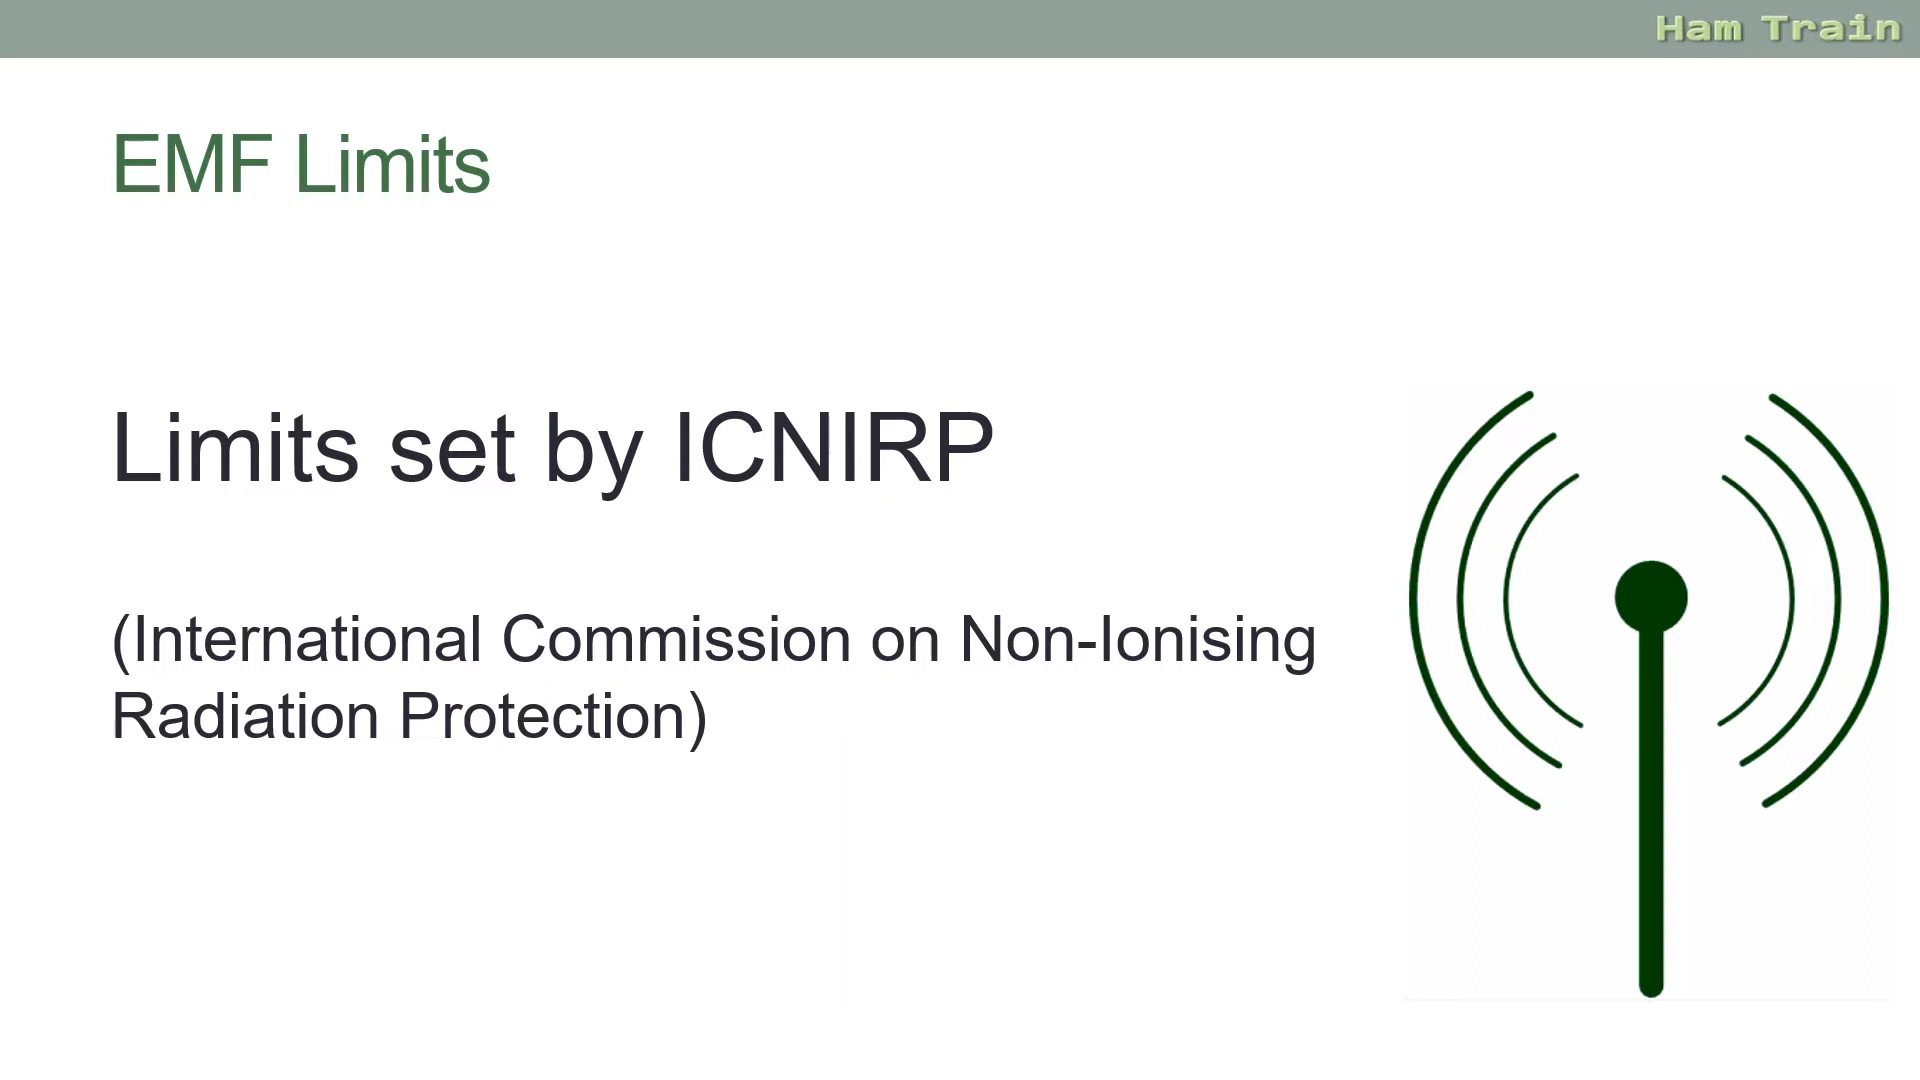 Ham Train
EMF Limits
Limits set by ICNIRP
(International Commission on Non-Ionising
Radiation Protection)